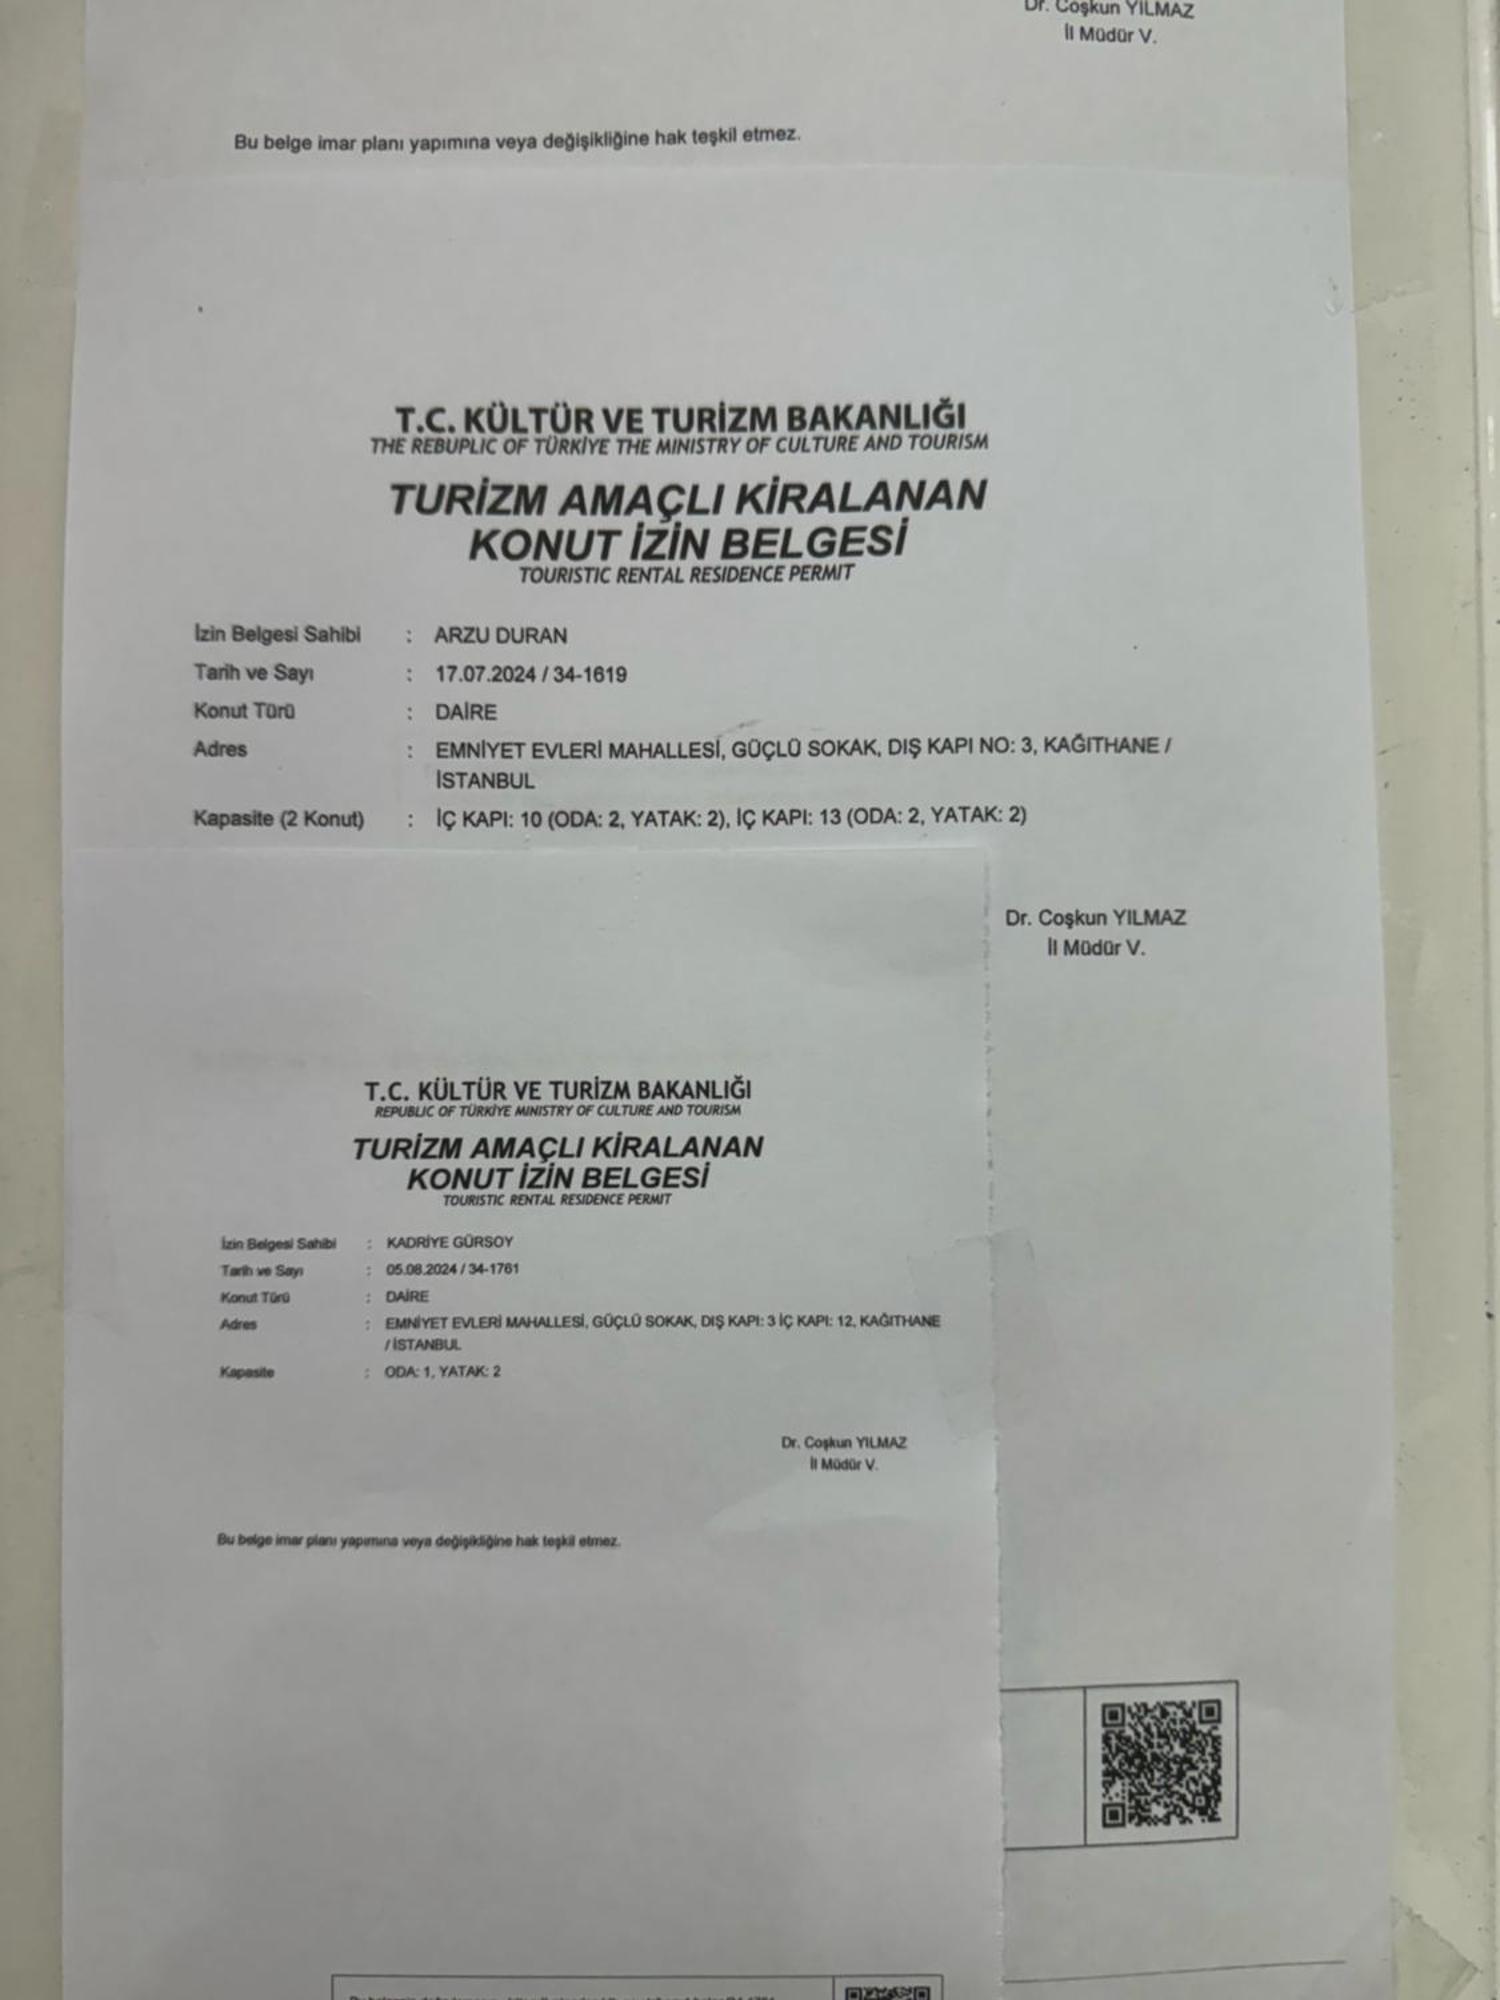 Dr. Coşkun YILMAZ
İl Müdür V.
Bu belge imar planı yapımına veya değişikliğine hak teşkil etmez.
T.C. KÜLTÜR VE TURİZM BAKANLIĞI
THE REBUPLIC OF TÜRKİYE THE MINISTRY OF CULTURE AND TOURISM
TURİZM AMAÇLI KİRALANAN
KONUT İZİN BELGESİ
TOURISTIC RENTAL RESIDENCE PERMIT
İzin Belgesi Sahibi : ARZU DURAN
Tarih ve Sayı : 17.07.2024 / 34-1619
Konut Türü : DAİRE
Adres : EMNİYET EVLERİ MAHALLESİ, GÜÇLÜ SOKAK, DIŞ KAPI NO: 3, KAĞITHANE /
İSTANBUL
Kapasite (2 Konut) : İÇ KAPI: 10 (ODA: 2, YATAK: 2), İÇ KAPI: 13 (ODA: 2, YATAK: 2)
Dr. Coşkun YILMAZ
İl Müdür V.
T.C. KÜLTÜR VE TURİZM BAKANLIĞI
REPUBLIC OF TÜRKİYE MINISTRY OF CULTURE AND TOURISM
TURİZM AMAÇLI KİRALANAN
KONUT İZİN BELGESİ
TOURISTIC RENTAL RESIDENCE PERMIT
İzin Belgesi Sahibi : KADRİYE GÜRSOY
Tarih ve Sayı : 05.08.2024 / 34-1761
Konut Türü : DAİRE
Adres : EMNİYET EVLERİ MAHALLESİ, GÜÇLÜ SOKAK, DIŞ KAPI: 3 İÇ KAPI: 12, KAĞITHANE
/ İSTANBUL
Kapasite : ODA: 1, YATAK: 2
Dr. Coşkun YILMAZ
İl Müdür V.
Bu belge imar planı yapımına veya değişikliğine hak teşkil etmez.